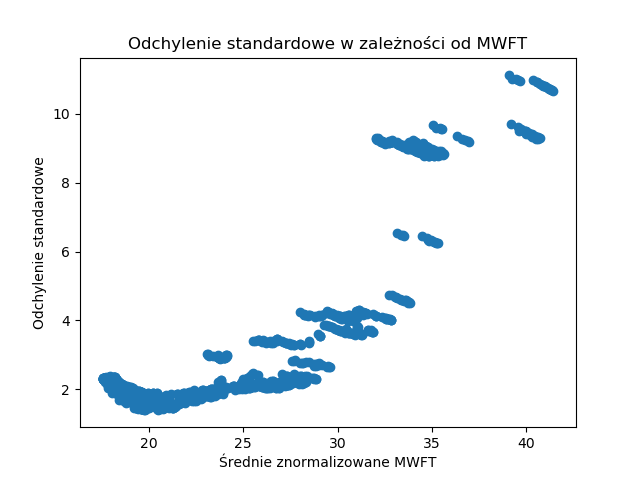 Odchylenie standardowe w zależności od MWFT
10
8
6
4
2
Odchylenie standardowe
20 25 30 35 40
Średnie znormalizowane MWFT